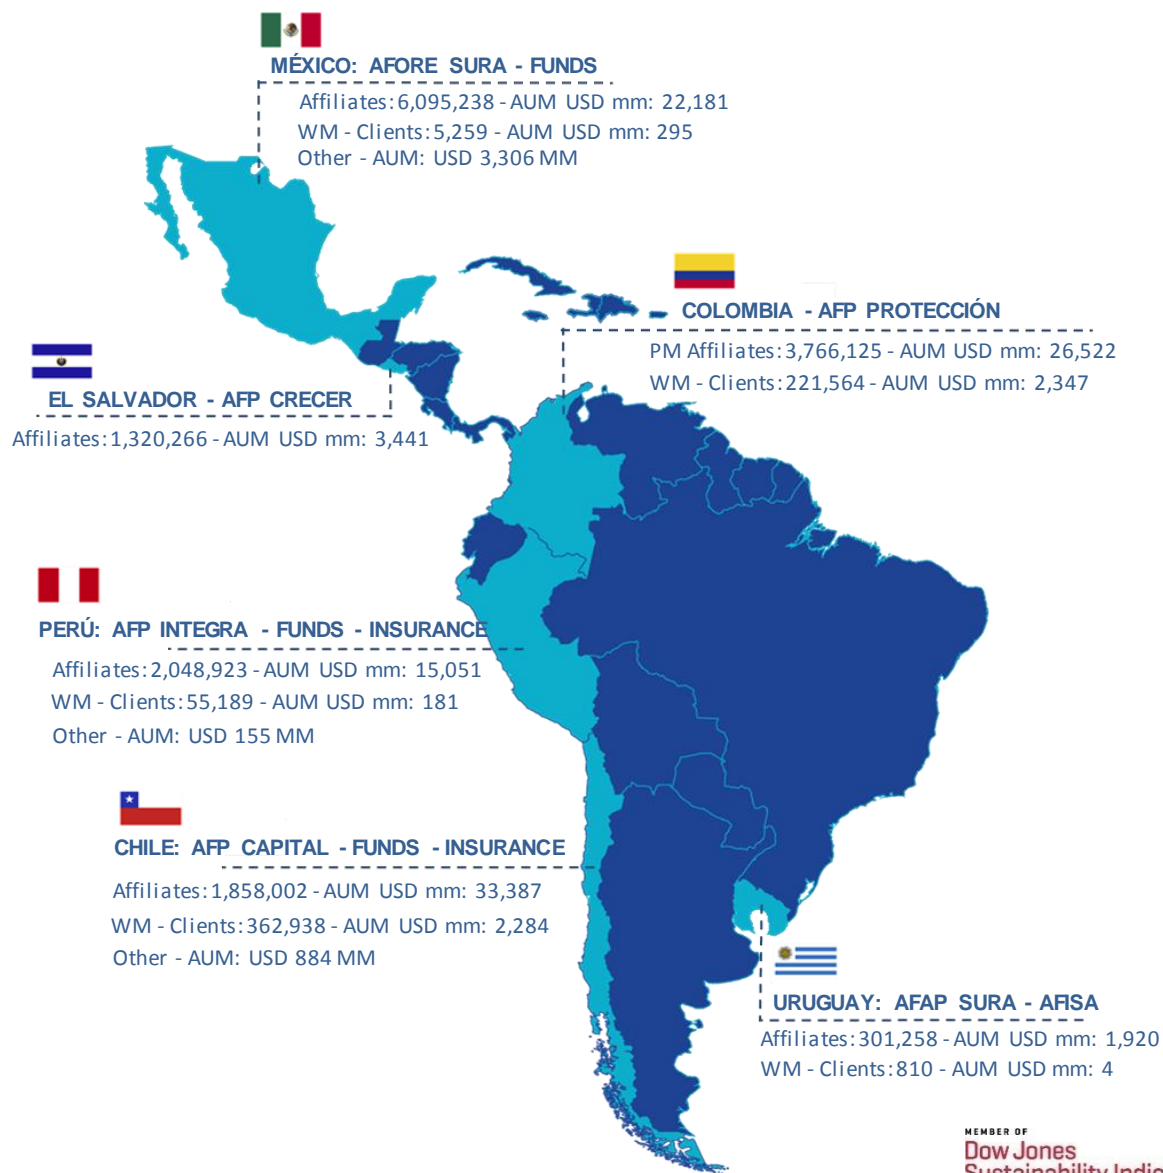 MÉXICO: AFORE SURA - FUNDS
Affiliates: 6,095,238 - AUM USD mm: 22,181
WM - Clients: 5,259 - AUM USD mm: 295
Other - AUM: USD 3,306 MM
COLOMBIA - AFP PROTECCIÓN
PM Affiliates: 3,766,125 - AUM USD mm: 26,522
WM - Clients: 221,564 - AUM USD mm: 2,347
EL SALVADOR - AFP CRECER
Affiliates: 1,320,266 - AUM USD mm: 3,441
PERÚ: AFP INTEGRA - FUNDS - INSURANCE
Affiliates: 2,048,923 - AUM USD mm: 15,051
WM - Clients: 55,189 - AUM USD mm: 181
Other - AUM: USD 155 MM
CHILE: AFP CAPITAL - FUNDS - INSURANCE
Affiliates: 1,858,002 - AUM USD mm: 33,387
WM - Clients: 362,938 - AUM USD mm: 2,284
Other - AUM: USD 884 MM
URUGUAY: AFAP SURA - AFISA
Affiliates: 301,258 - AUM USD mm: 1,920
WM - Clients: 810 - AUM USD mm: 4
MEMBER OF
Dow Jones
Sustainability Indi